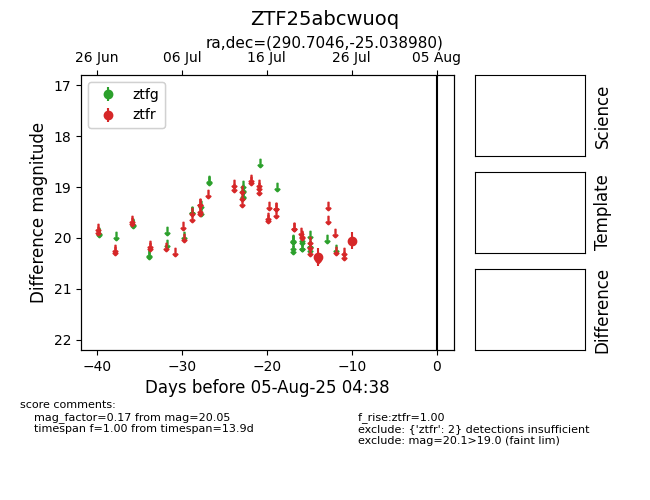 ZTF25abcwuoq
ra,dec=(290.7046,-25.038980)
26 Jun 06 Jul 16 Jul 26 Jul 05 Aug
ztfg
ztfr
17
18
19
20
21
22
Difference magnitude
−40 −30 −20 −10 0
Days before 05-Aug-25 04:38
Science
Template
Difference
score comments:
mag_factor=0.17 from mag=20.05
timespan f=1.00 from timespan=13.9d
f_rise:ztfr=1.00
exclude: {'ztfr': 2} detections insufficient
exclude: mag=20.1>19.0 (faint lim)